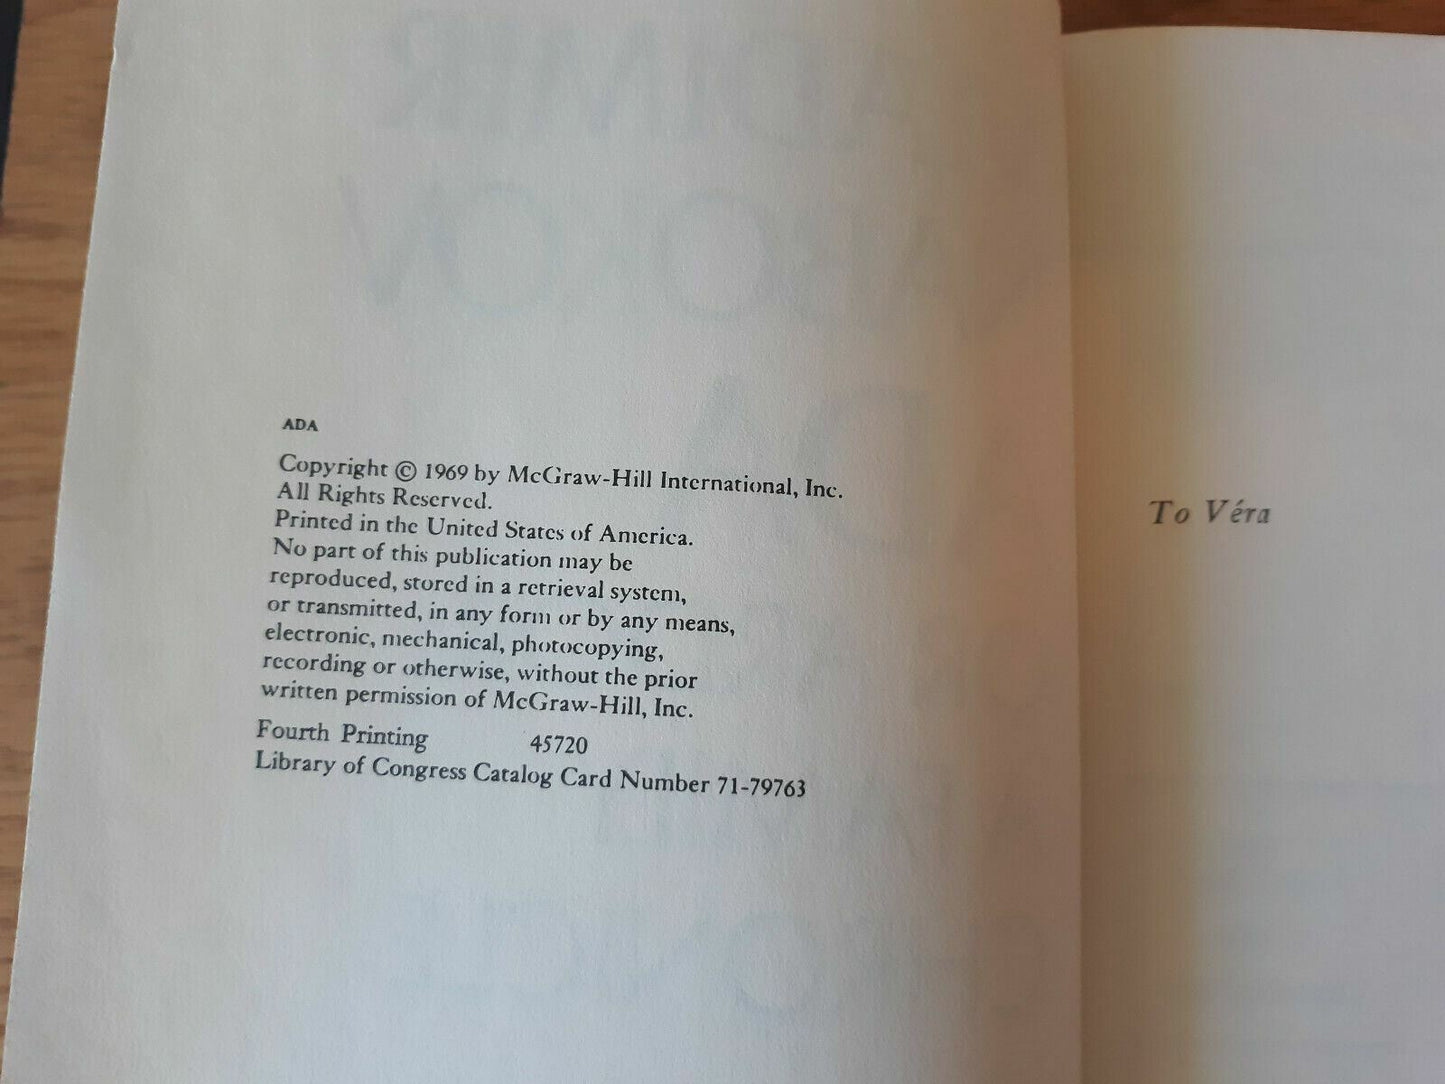 ADA
Copyright © 1969 by McGraw-Hill International, Inc.
All Rights Reserved.
Printed in the United States of America.
No part of this publication may be
reproduced, stored in a retrieval system,
or transmitted, in any form or by any means,
electronic, mechanical, photocopying,
recording or otherwise, without the prior
written permission of McGraw-Hill, Inc.
Fourth Printing 45720
Library of Congress Catalog Card Number 71-79763
To Véra